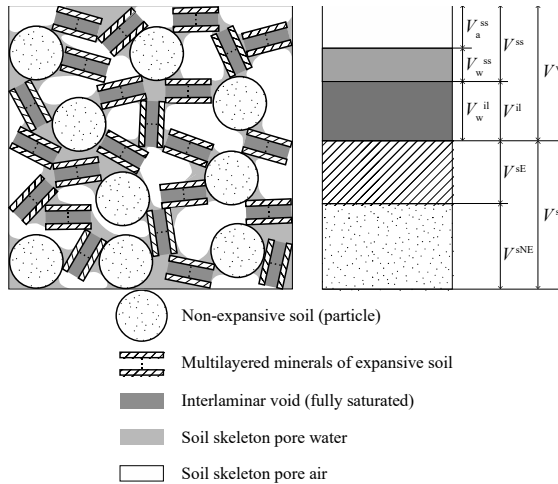 V_a^ss
V_w^ss
V^ss
V_w^il
V^il
V^sE
V^sNE
Non-expansive soil (particle)
Multilayered minerals of expansive soil
Interlaminar void (fully saturated)
Soil skeleton pore water
Soil skeleton pore air